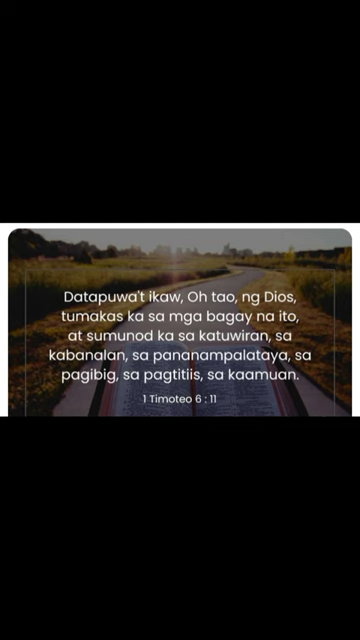 Datapuwa't ikaw, Oh tao, ng Dios,
tumakas ka sa mga bagay na ito,
at sumunod ka sa katuwiran, sa
kabanalan, sa pananampalataya, sa
pagibig, sa pagtitiis, sa kaamuan.
1 Timoteo 6 : 11